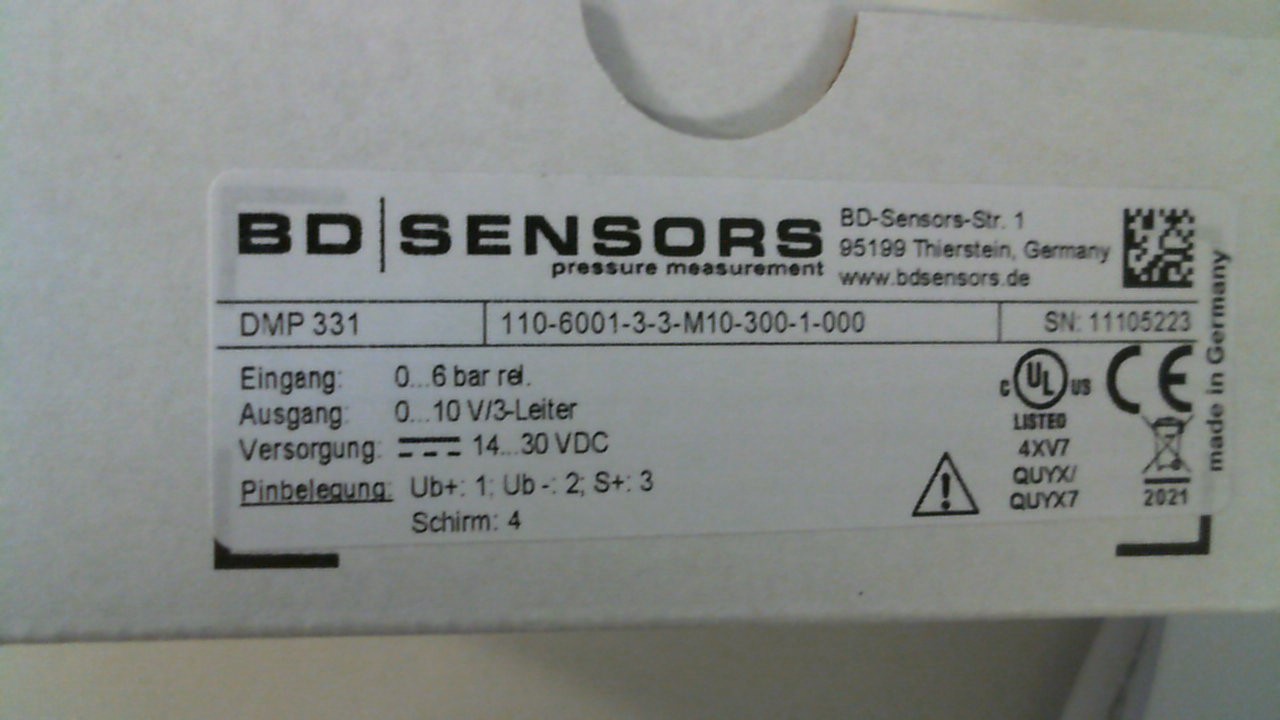 BD|SENSORS
pressure measurement
BD-Sensors-Str. 1
95199 Thierstein, Germany
www.bdsensors.de
DMP 331
110-6001-3-3-M10-300-1-000
SN: 11105223
Eingang: 0...6 bar rel.
Ausgang: 0...10 V/3-Leiter
Versorgung: 14...30 VDC
Pinbelegung: Ub+: 1; Ub -: 2; S+: 3
Schirm: 4
c UL US
LISTED
4XV7
QUYX/
QUYX7
CE
2021
made in Germany